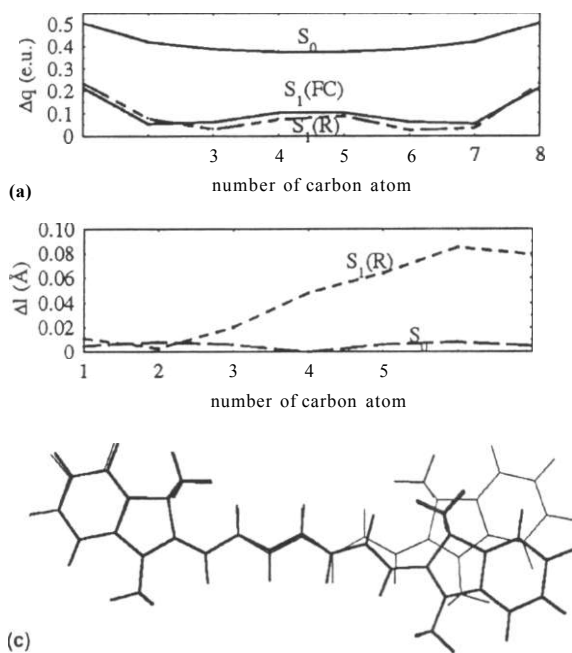 0.5
0.4
0.3
0.2
0.1
0
Δq (e.u.)
S₀
S₁(FC)
S₁(R)
3 4 5 6 7 8
number of carbon atom
(a)
0.10
0.08
0.06
0.04
0.02
0
Δl (Å)
S₁(R)
1 2 3 4 5
number of carbon atom
(c)